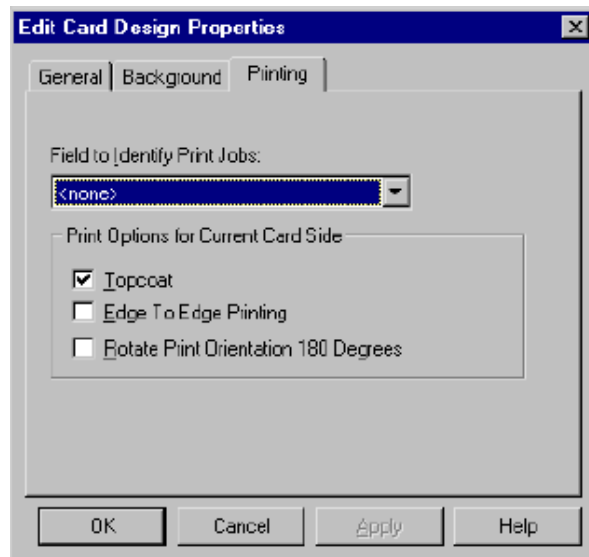 Edit Card Design Properties
General Background Printing
Field to Identify Print Jobs:
<none>
Print Options for Current Card Side
Topcoat
Edge To Edge Printing
Rotate Print Orientation 180 Degrees
OK Cancel Apply Help